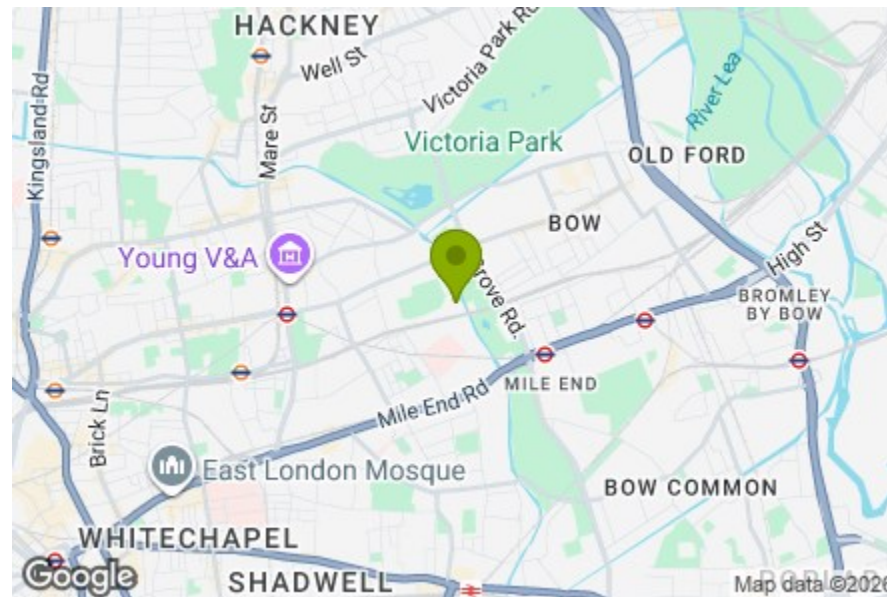 HACKNEY
Well St
Victoria Park Rd
Kingsland Rd
Mare St
River Lea
Victoria Park
OLD FORD
BOW
Young V&A
High St
Grove Rd.
BROMLEY
BY BOW
MILE END
Mile End Rd
Brick Ln
East London Mosque
BOW COMMON
WHITECHAPEL
SHADWELL
Google
Map data ©2026